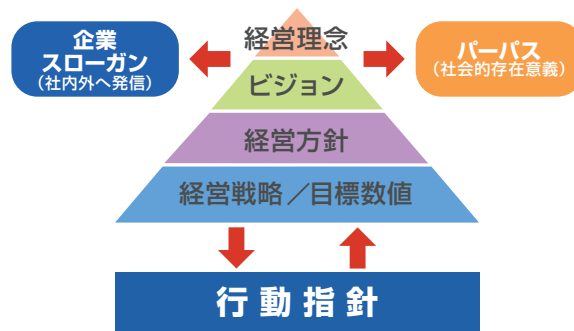 企業
スローガン
（社内外へ発信）
経営理念
パーパス
（社会的存在意義）
ビジョン
経営方針
経営戦略／目標数値
行動指針